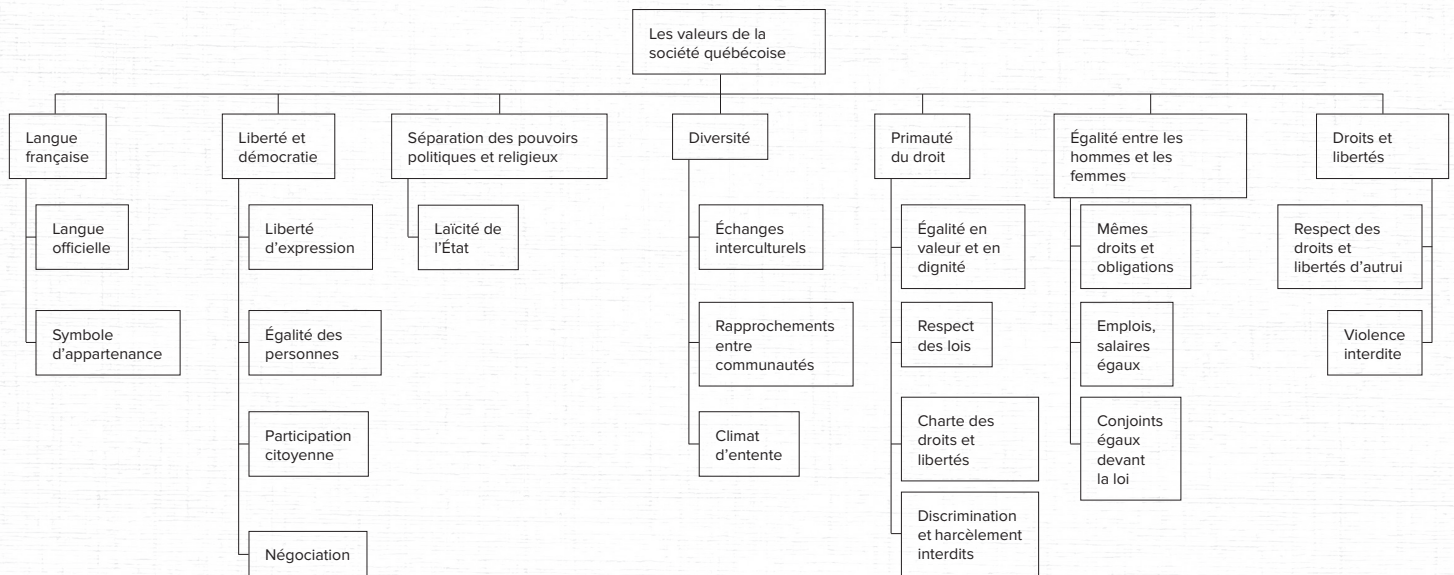 Les valeurs de la
société québécoise
Langue
française
Langue
officielle
Symbole
d'appartenance
Liberté et
démocratie
Liberté
d'expression
Égalité des
personnes
Participation
citoyenne
Négociation
Séparation des pouvoirs
politiques et religieux
Laïcité de
l'État
Diversité
Échanges
interculturels
Rapprochements
entre
communautés
Climat
d'entente
Primauté
du droit
Égalité en
valeur et en
dignité
Respect
des lois
Charte des
droits et
libertés
Discrimination
et harcèlement
interdits
Égalité entre les
hommes et les
femmes
Mêmes
droits et
obligations
Emplois,
salaires
égaux
Conjoints
égaux
devant
la loi
Droits et
libertés
Respect des
droits et
libertés d'autrui
Violence
interdite